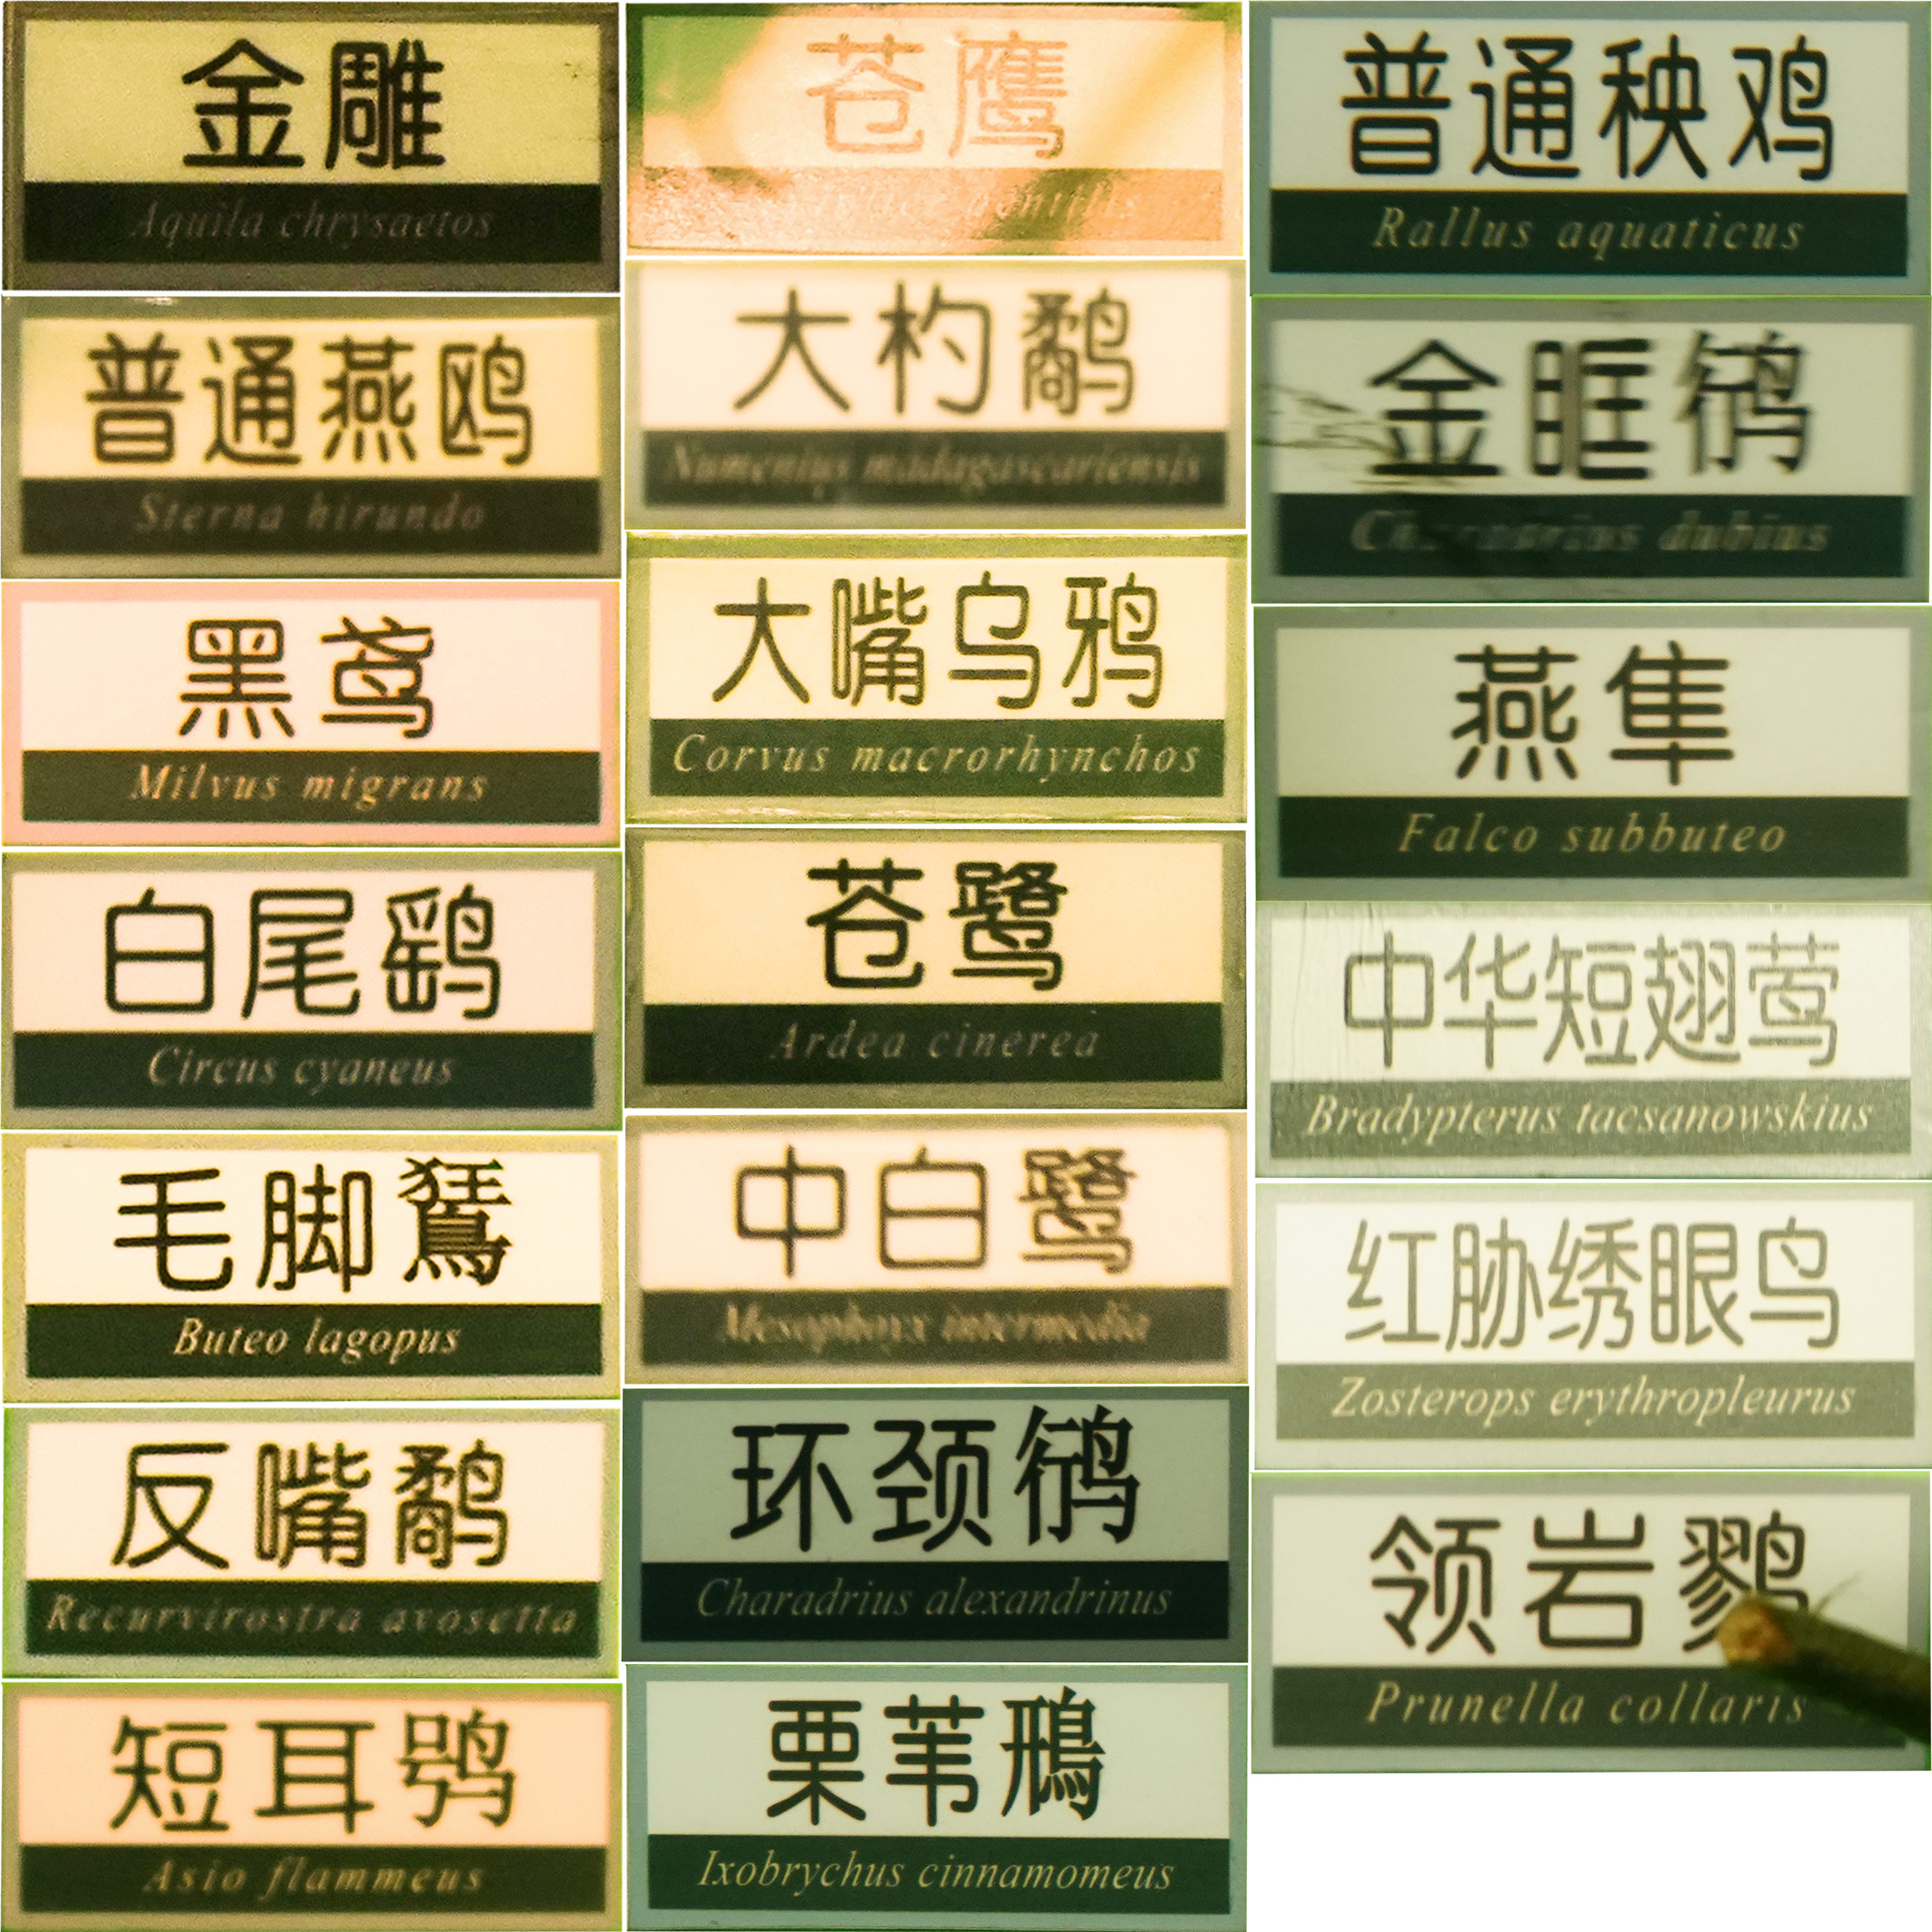 金雕
Aquila chrysaetos
普通燕鸥
Sterna hirundo
黑鸢
Milvus migrans
白尾鹞
Circus cyaneus
毛脚鵟
Buteo lagopus
反嘴鹬
Recurvirostra avosetta
短耳鸮
Asio flammeus
苍鹰
gentilis
大杓鹬
Numenius madagascariensis
大嘴乌鸦
Corvus macrorhynchos
苍鹭
Ardea cinerea
中白鹭
Mesophoyx intermedia
环颈鸻
Charadrius alexandrinus
栗苇鳽
Ixobrychus cinnamomeus
普通秧鸡
Rallus aquaticus
金眶鸻
Charadrius dubius
燕隼
Falco subbuteo
中华短翅莺
Bradypterus tacsanowskius
红胁绣眼鸟
Zosterops erythropleurus
领岩鹨
Prunella collaris